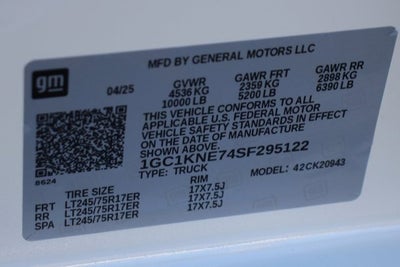 MFD BY GENERAL MOTORS LLC
gm
04/25
GVWR GAWR FRT GAWR RR
4536 KG 2359 KG 2898 KG
10000 LB 5200 LB 6390 LB
THIS VEHICLE CONFORMS TO ALL
APPLICABLE U.S. FEDERAL MOTOR
VEHICLE SAFETY STANDARDS IN EFFECT
ON THE DATE OF MANUFACTURE
SHOWN ABOVE.
1GC1KNE74SF295122
8624
TYPE: TRUCK MODEL: 42CK20943
TIRE SIZE RIM
FRT LT245/75R17ER 17X7.5J
RR LT245/75R17ER 17X7.5J
SPA LT245/75R17ER 17X7.5J